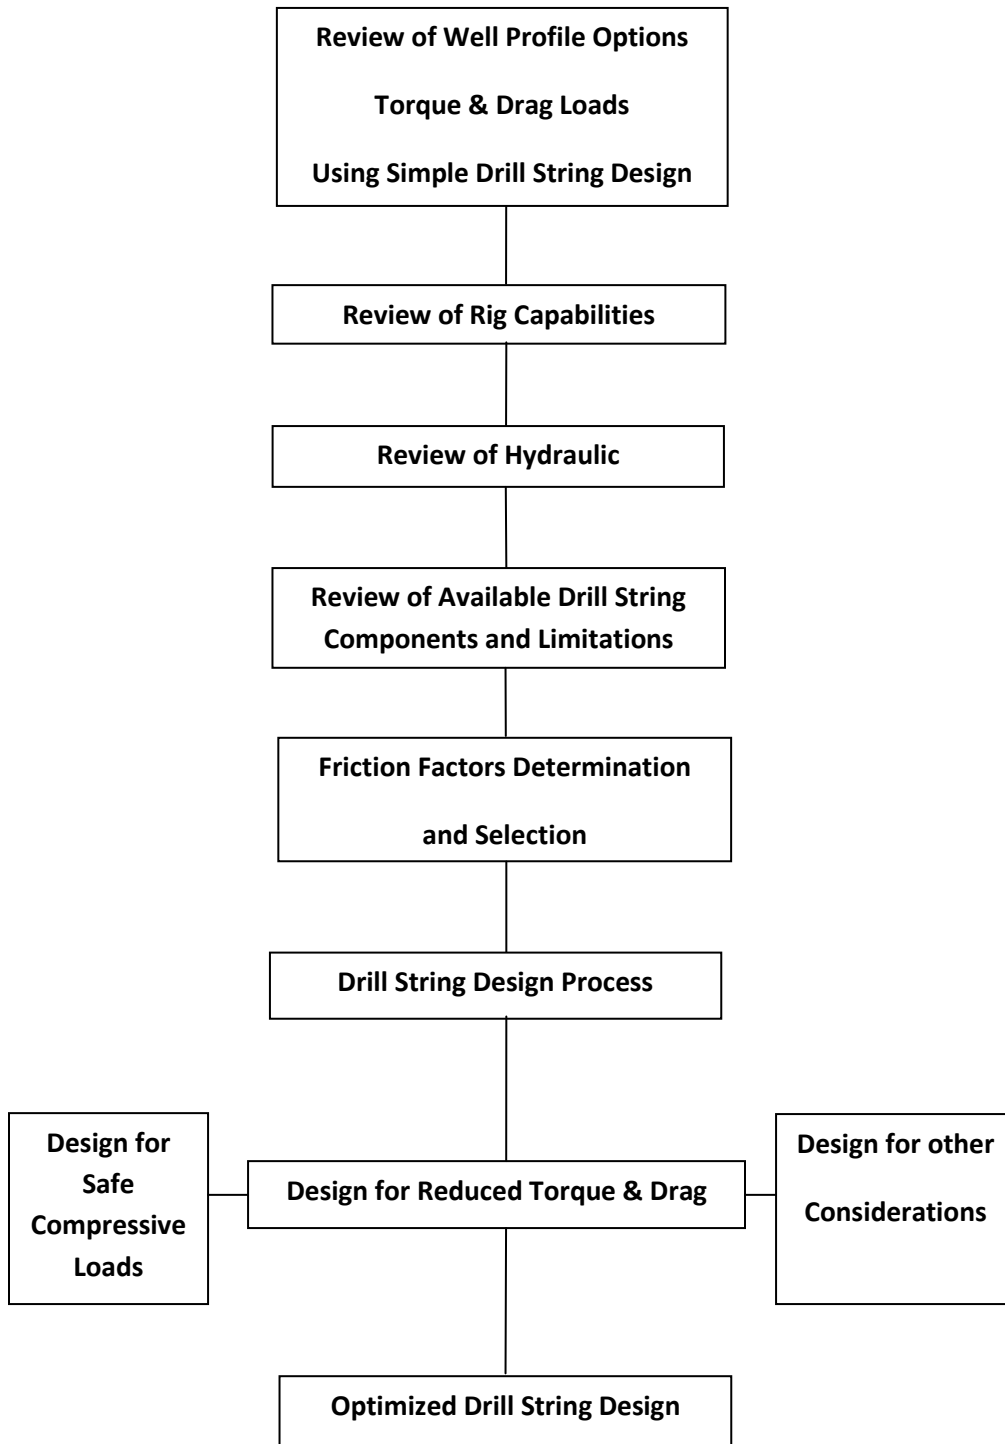 Review of Well Profile Options
Torque & Drag Loads
Using Simple Drill String Design
Review of Rig Capabilities
Review of Hydraulic
Review of Available Drill String
Components and Limitations
Friction Factors Determination
and Selection
Drill String Design Process
Design for
Safe
Compressive
Loads
Design for Reduced Torque & Drag
Design for other
Considerations
Optimized Drill String Design